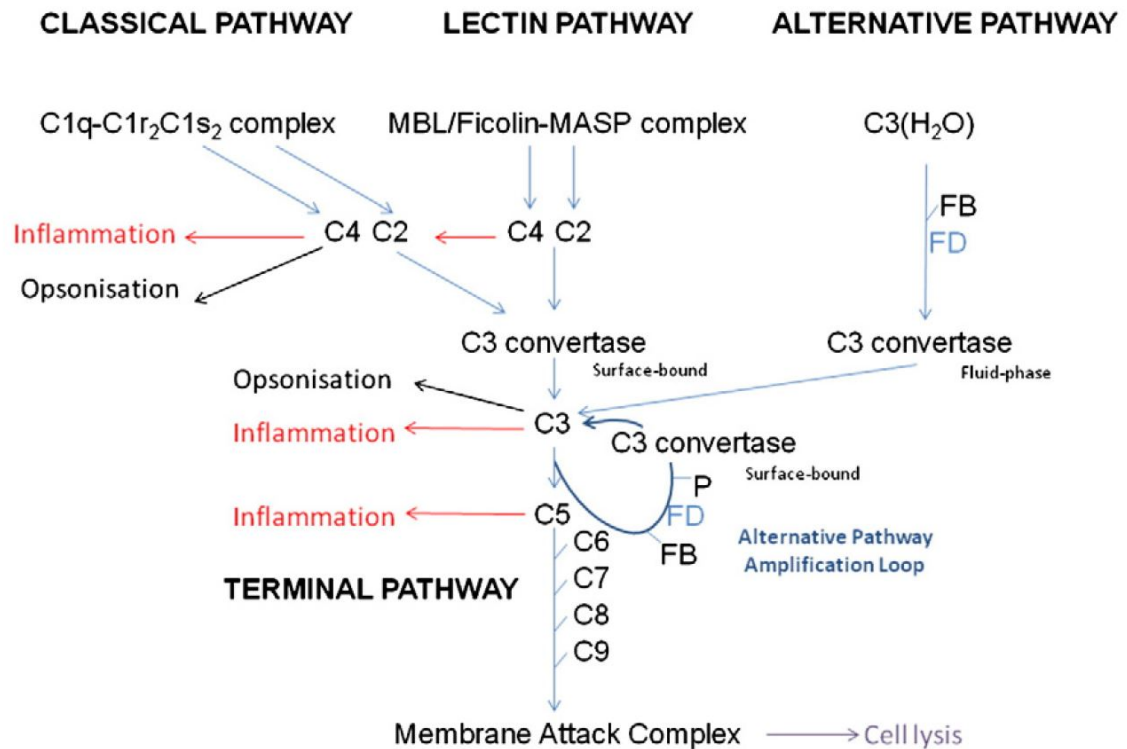 CLASSICAL PATHWAY LECTIN PATHWAY ALTERNATIVE PATHWAY
C1q-C1r₂C1s₂ complex MBL/Ficolin-MASP complex C3(H₂O)
FB
Inflammation C4 C2 C4 C2 FD
Opsonisation
C3 convertase C3 convertase
Surface-bound Fluid-phase
Opsonisation
C3
Inflammation C3 convertase
Surface-bound
P
Inflammation C5 FD
C6 FB Alternative Pathway
Amplification Loop
TERMINAL PATHWAY C7
C8
C9
Membrane Attack Complex Cell lysis